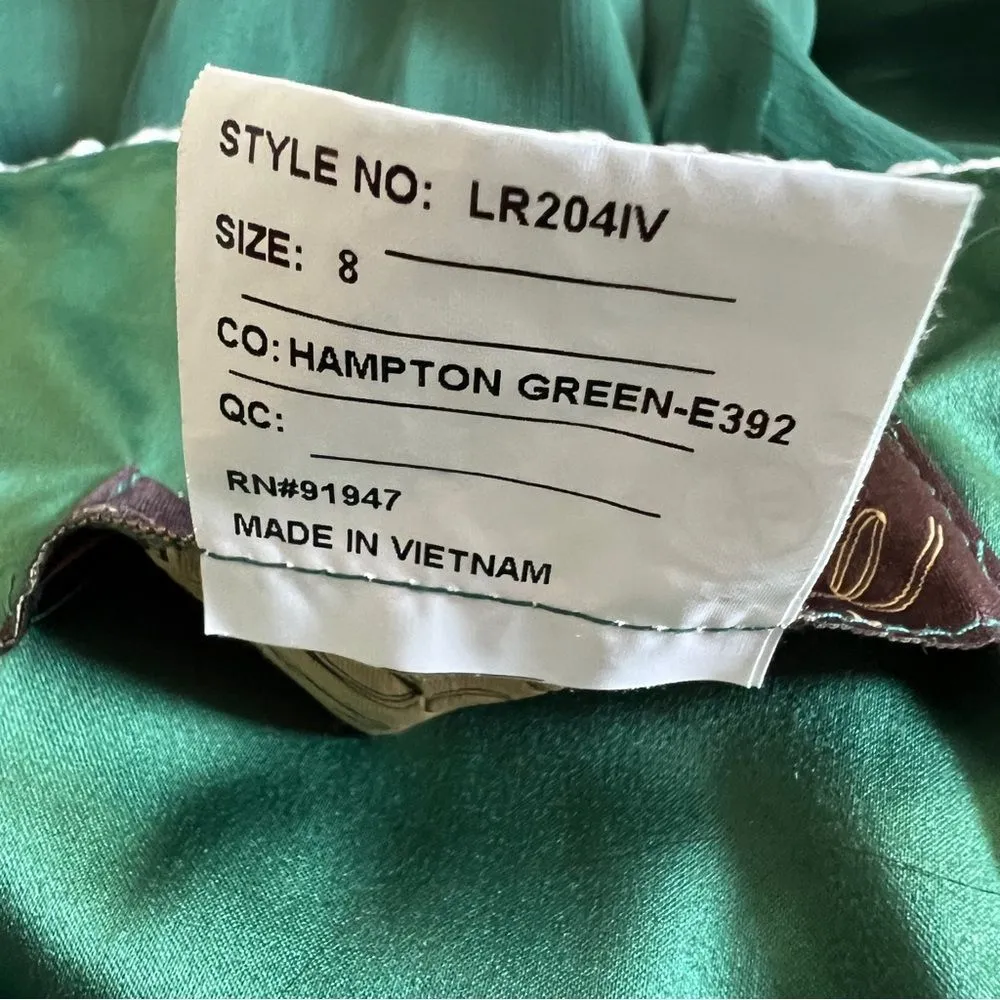 STYLE NO: LR204IV
SIZE: 8
CO: HAMPTON GREEN-E392
QC:
RN#91947
MADE IN VIETNAM